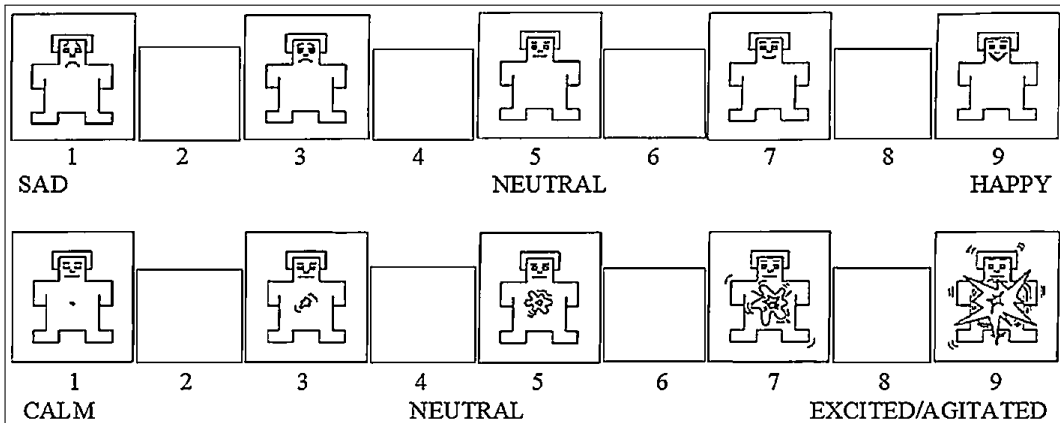 1 2 3 4 5 6 7 8 9
SAD NEUTRAL HAPPY
1 2 3 4 5 6 7 8 9
CALM NEUTRAL EXCITED/AGITATED